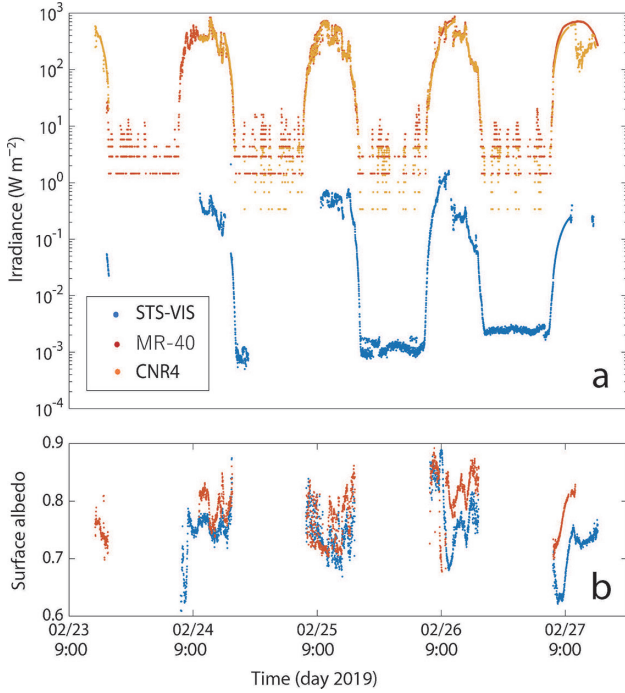 10³
10²
10¹
10⁰
10⁻¹
10⁻²
10⁻³
10⁻⁴
Irradiance (W m⁻²)
STS-VIS
MR-40
CNR4
a
0.9
0.8
0.7
0.6
Surface albedo
b
02/23 02/24 02/25 02/26 02/27
9:00 9:00 9:00 9:00 9:00
Time (day 2019)